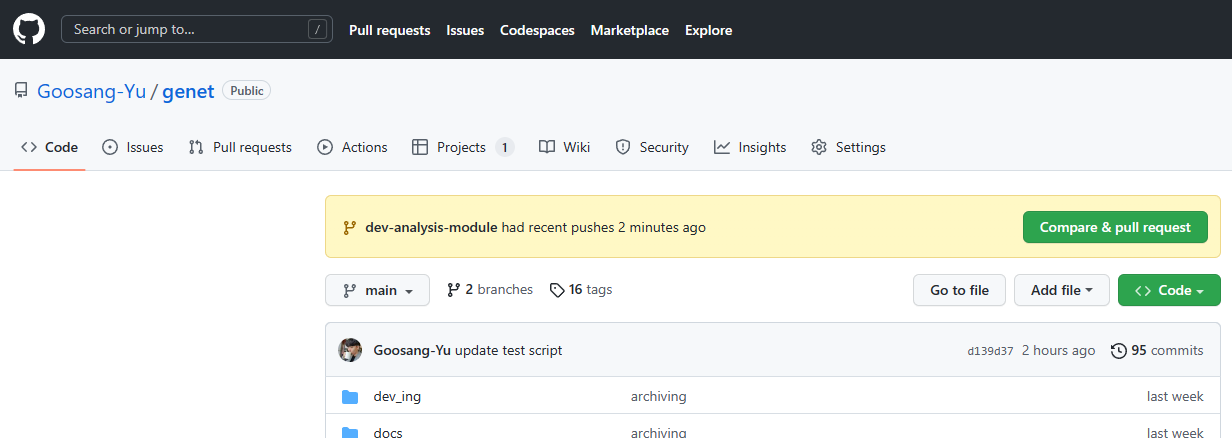 Search or jump to... /
Pull requests Issues Codespaces Marketplace Explore
Goosang-Yu / genet Public
<> Code Issues Pull requests Actions Projects 1 Wiki Security Insights Settings
dev-analysis-module had recent pushes 2 minutes ago Compare & pull request
main 2 branches 16 tags Go to file Add file <> Code
Goosang-Yu update test script d139d37 2 hours ago 95 commits
dev_ing archiving last week
docs archiving last week